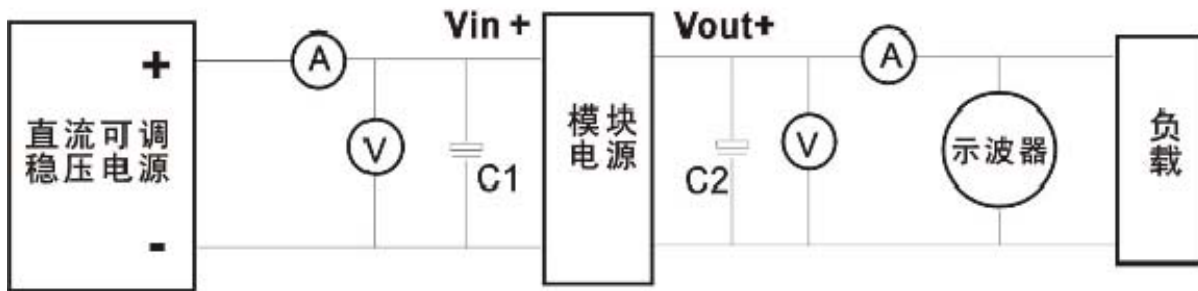 Vin +
Vout+
+
A
A
直流可调
稳压电源
V
C1
模块
电源
C2
V
示波器
负
载
-